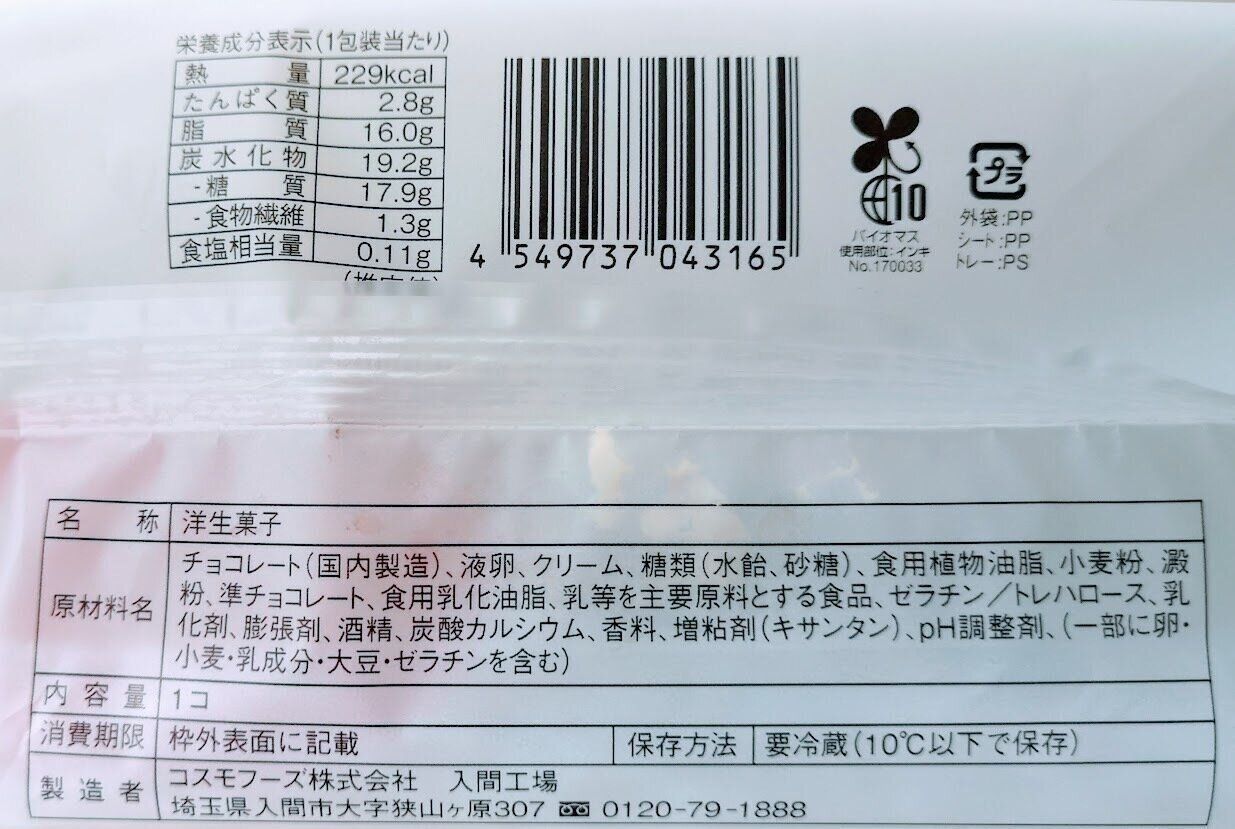 栄養成分表示(1包装当たり)
熱量 229kcal
たんぱく質 2.8g
脂質 16.0g
炭水化物 19.2g
-糖質 17.9g
-食物繊維 1.3g
食塩相当量 0.11g
4 549737 043165
10
バイオマス
使用部位:インキ
No.170033
プラ
外袋:PP
シート:PP
トレー:PS
名称 洋生菓子
原材料名 チョコレート(国内製造)、液卵、クリーム、糖類(水飴、砂糖)、食用植物油脂、小麦粉、澱
粉、準チョコレート、食用乳化油脂、乳等を主要原料とする食品、ゼラチン/トレハロース、乳
化剤、膨張剤、酒精、炭酸カルシウム、香料、増粘剤(キサンタン)、pH調整剤、(一部に卵・
小麦・乳成分・大豆・ゼラチンを含む)
内容量 1コ
消費期限 枠外表面に記載 保存方法 要冷蔵(10℃以下で保存)
製造者 コスモフーズ株式会社 入間工場
埼玉県入間市大字狭山ヶ原307 0120-79-1888